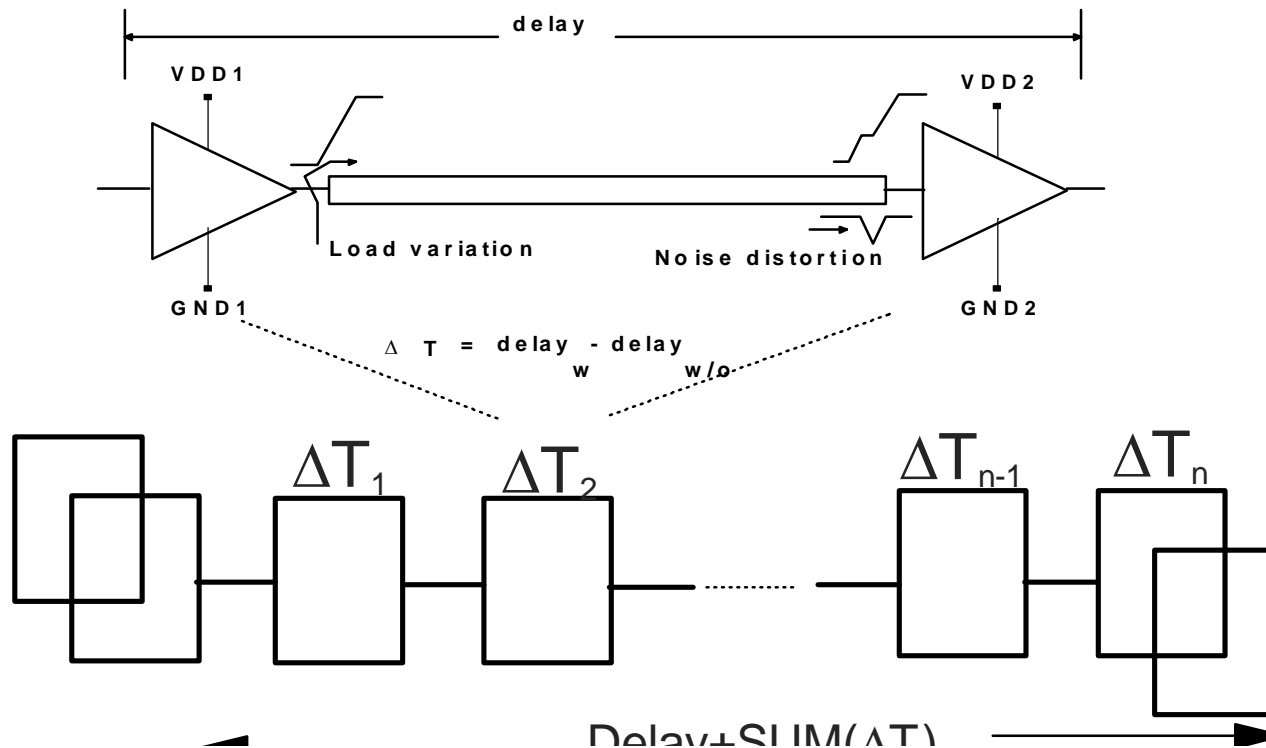 delay
VDD1
VDD2
Load variation
Noise distortion
GND1
GND2
Δ T = delay w - delay w/o
ΔT1
ΔT2
ΔTn-1
ΔTn
Delay+SUM(ΔT)